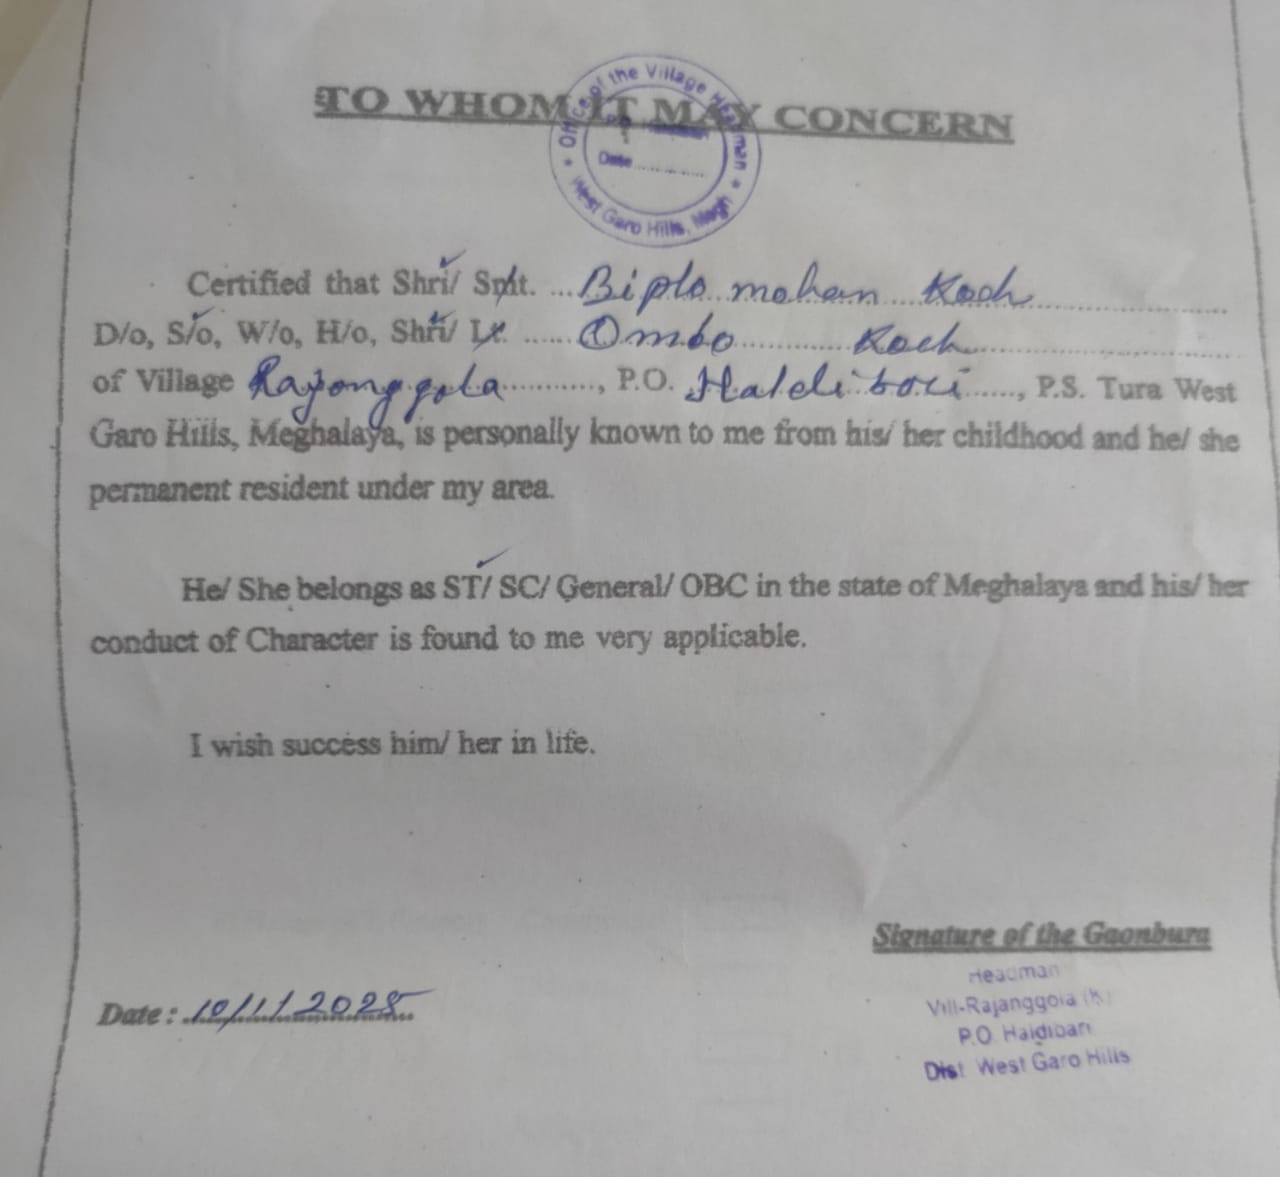 TO WHOM IT MAY CONCERN
Office of the Village Headman
Date ..............
West Garo Hills, Megh
Certified that Shri/ Smt. ...Biplo mohan Koch
D/o, S/o, W/o, H/o, Shri/ Lt. ...... Ombo ............ Koch
of Village Rajonggola............, P.O. Haldibari ......, P.S. Tura West
Garo Hills, Meghalaya, is personally known to me from his/ her childhood and he/ she
permanent resident under my area.
He/ She belongs as ST/ SC/ General/ OBC in the state of Meghalaya and his/ her
conduct of Character is found to me very applicable.
I wish success him/ her in life.
Signature of the Gaonbura
Headman
Vill-Rajanggola (K)
P.O. Haldibari
Dist. West Garo Hills
Date : 10/11/2025